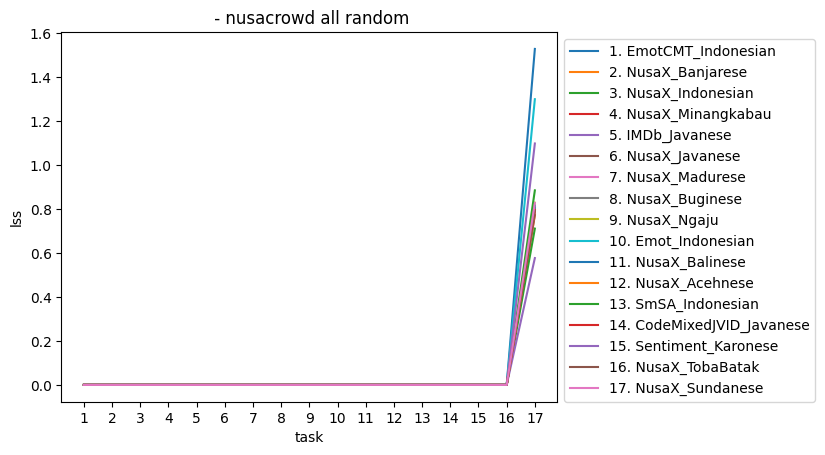 - nusacrowd all random
1.6
1.4
1.2
1.0
0.8
0.6
0.4
0.2
0.0
lss
1 2 3 4 5 6 7 8 9 10 11 12 13 14 15 16 17
task
1. EmotCMT_Indonesian
2. NusaX_Banjarese
3. NusaX_Indonesian
4. NusaX_Minangkabau
5. IMDb_Javanese
6. NusaX_Javanese
7. NusaX_Madurese
8. NusaX_Buginese
9. NusaX_Ngaju
10. Emot_Indonesian
11. NusaX_Balinese
12. NusaX_Acehnese
13. SmSA_Indonesian
14. CodeMixedJVID_Javanese
15. Sentiment_Karonese
16. NusaX_TobaBatak
17. NusaX_Sundanese